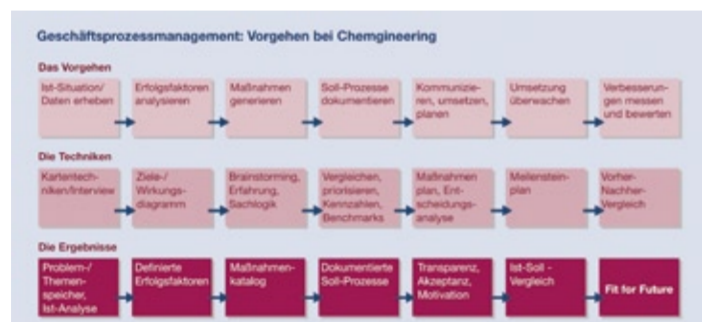 Geschäftsprozessmanagement: Vorgehen bei Chemgineering
Das Vorgehen
Ist-Situation/
Daten erheben
Erfolgsfaktoren
analysieren
Maßnahmen
generieren
Soll-Prozesse
dokumentieren
Kommunizie-
ren, umsetzen,
planen
Umsetzung
überwachen
Verbesserun-
gen messen
und bewerten
Die Techniken
Kartentech-
niken/Interview
Ziele-/
Wirkungs-
diagramm
Brainstorming,
Erfahrung,
Sachlogik
Vergleichen,
priorisieren,
Kennzahlen,
Benchmarks
Maßnahmen
plan, Ent-
scheidungs-
analyse
Meilenstein-
plan
Vorher-
Nachher-
Vergleich
Die Ergebnisse
Problem-/
Themen-
speicher,
Ist-Analyse
Definierte
Erfolgsfaktoren
Maßnahmen-
katalog
Dokumentierte
Soll-Prozesse
Transparenz,
Akzeptanz,
Motivation
Ist-Soll -
Vergleich
Fit for Future